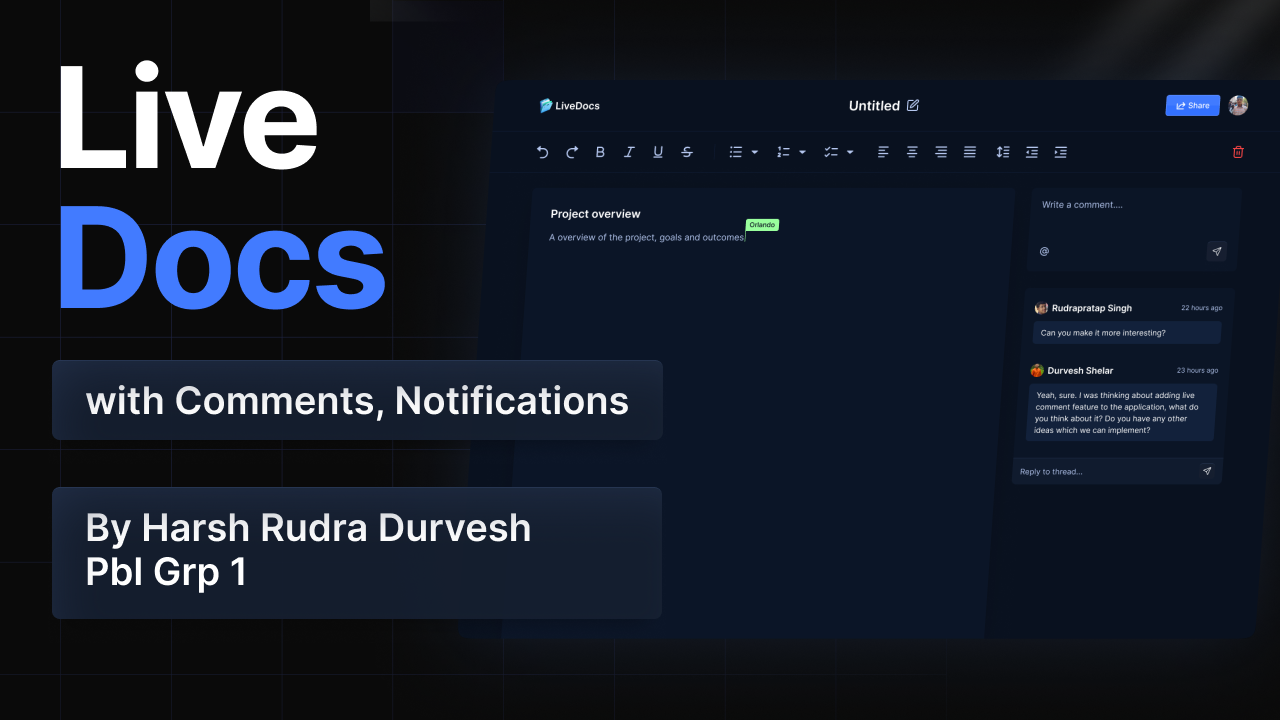 Live
Docs
with Comments, Notifications
By Harsh Rudra Durvesh
Pbl Grp 1
LiveDocs
Untitled
Share
B I U S
Project overview
Orlando
A overview of the project, goals and outcomes
Write a comment....
@
Rudrapratap Singh 22 hours ago
Can you make it more interesting?
Durvesh Shelar 23 hours ago
Yeah, sure. I was thinking about adding live
comment feature to the application, what do
you think about it? Do you have any other
ideas which we can implement?
Reply to thread...